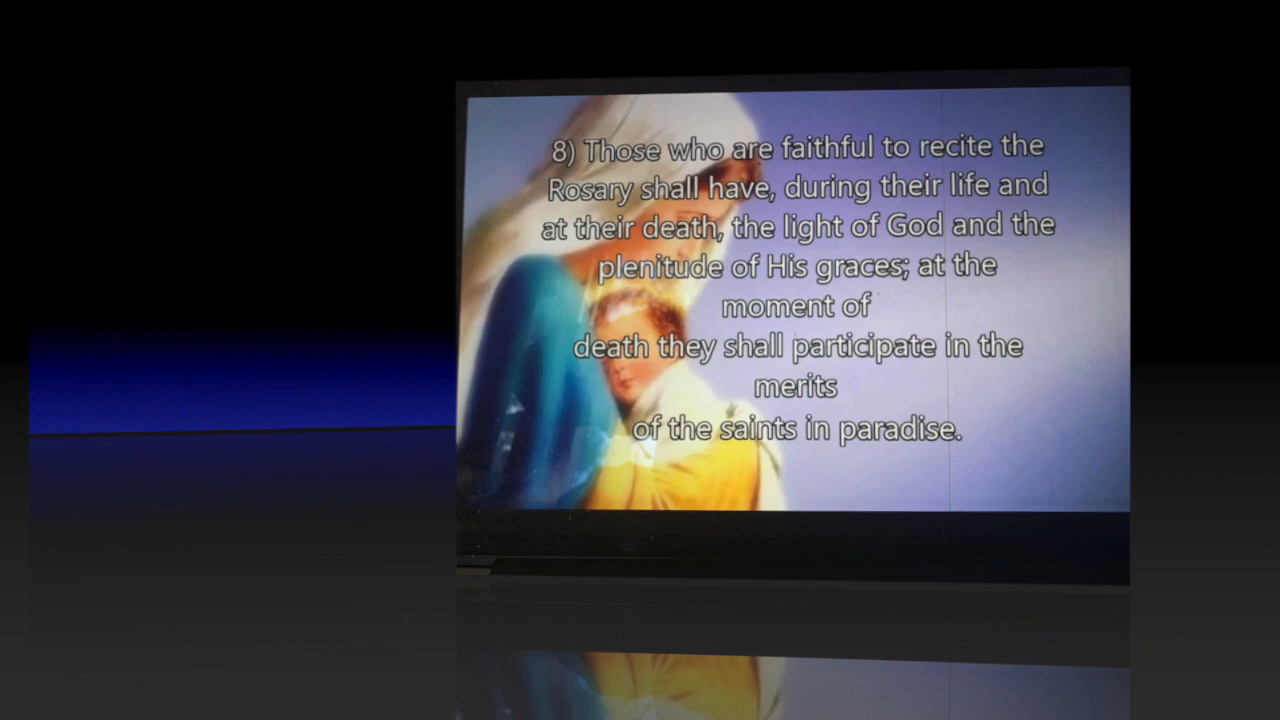 8) Those who are faithful to recite the
Rosary shall have, during their life and
at their death, the light of God and the
plenitude of His graces; at the
moment of
death they shall participate in the
merits
of the saints in paradise.